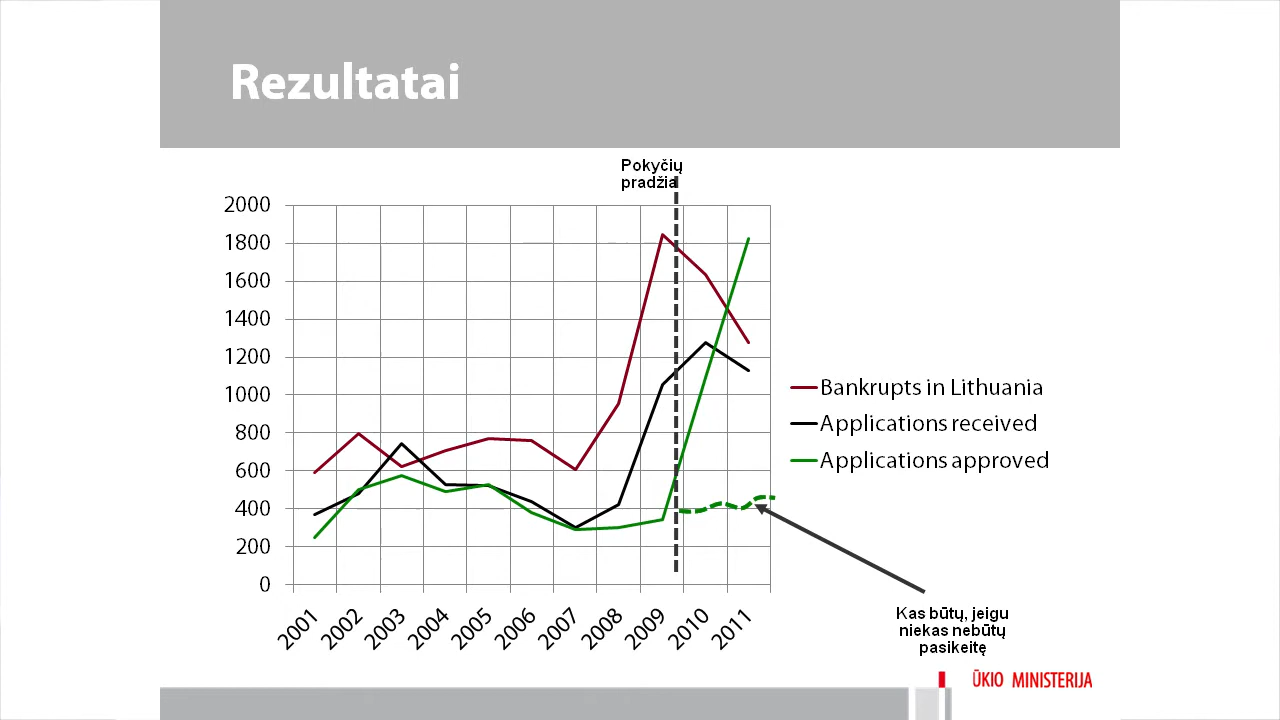 Rezultatai
Pokyčių
pradžia
2000
1800
1600
1400
1200
1000
800
600
400
200
0
2001
2002
2003
2004
2005
2006
2007
2008
2009
2010
2011
Bankrupts in Lithuania
Applications received
Applications approved
Kas būtų, jeigu
niekas nebūtų
pasikeitę
ŪKIO MINISTERIJA